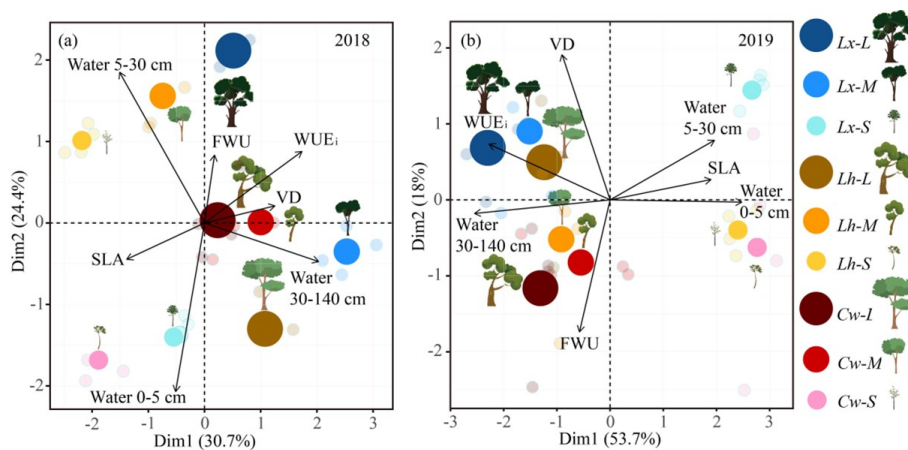 (a)
2018
Water 5-30 cm
FWU
WUEi
VD
SLA
Water
30-140 cm
Water 0-5 cm
2
1
0
-1
-2
Dim2 (24.4%)
-2
-1
0
1
2
3
Dim1 (30.7%)
(b)
2019
VD
WUEi
Water
5-30 cm
SLA
Water
0-5 cm
Water
30-140 cm
FWU
2
1
0
-1
-2
Dim2 (18%)
-3
-2
-1
0
1
2
3
Dim1 (53.7%)
Lx-L
Lx-M
Lx-S
Lh-L
Lh-M
Lh-S
Cw-L
Cw-M
Cw-S